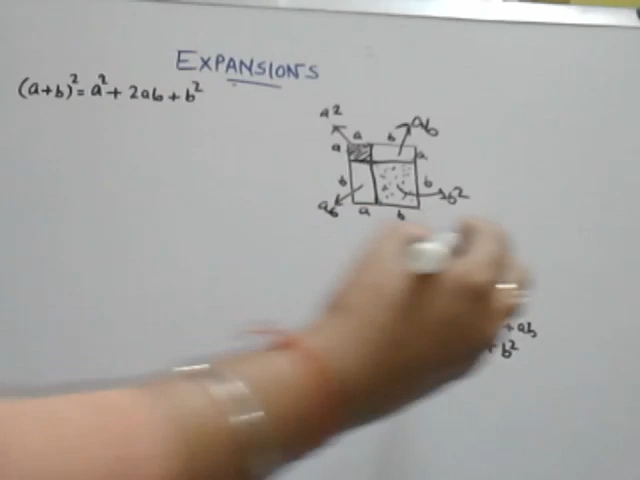 EXPANSIONS
(a+b)² = a² + 2ab + b²
a²
a b ab
a a
b b b²
ab a b
+ ab
+ b²